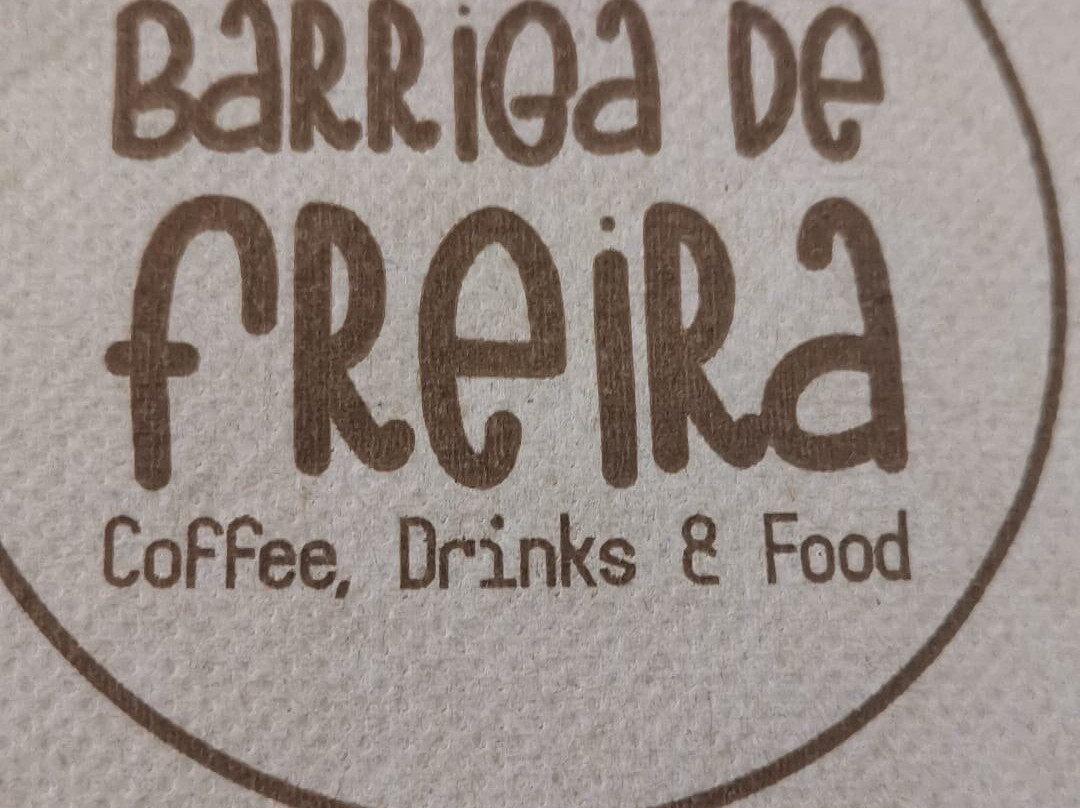 Barriga de
freira
Coffee, Drinks & Food